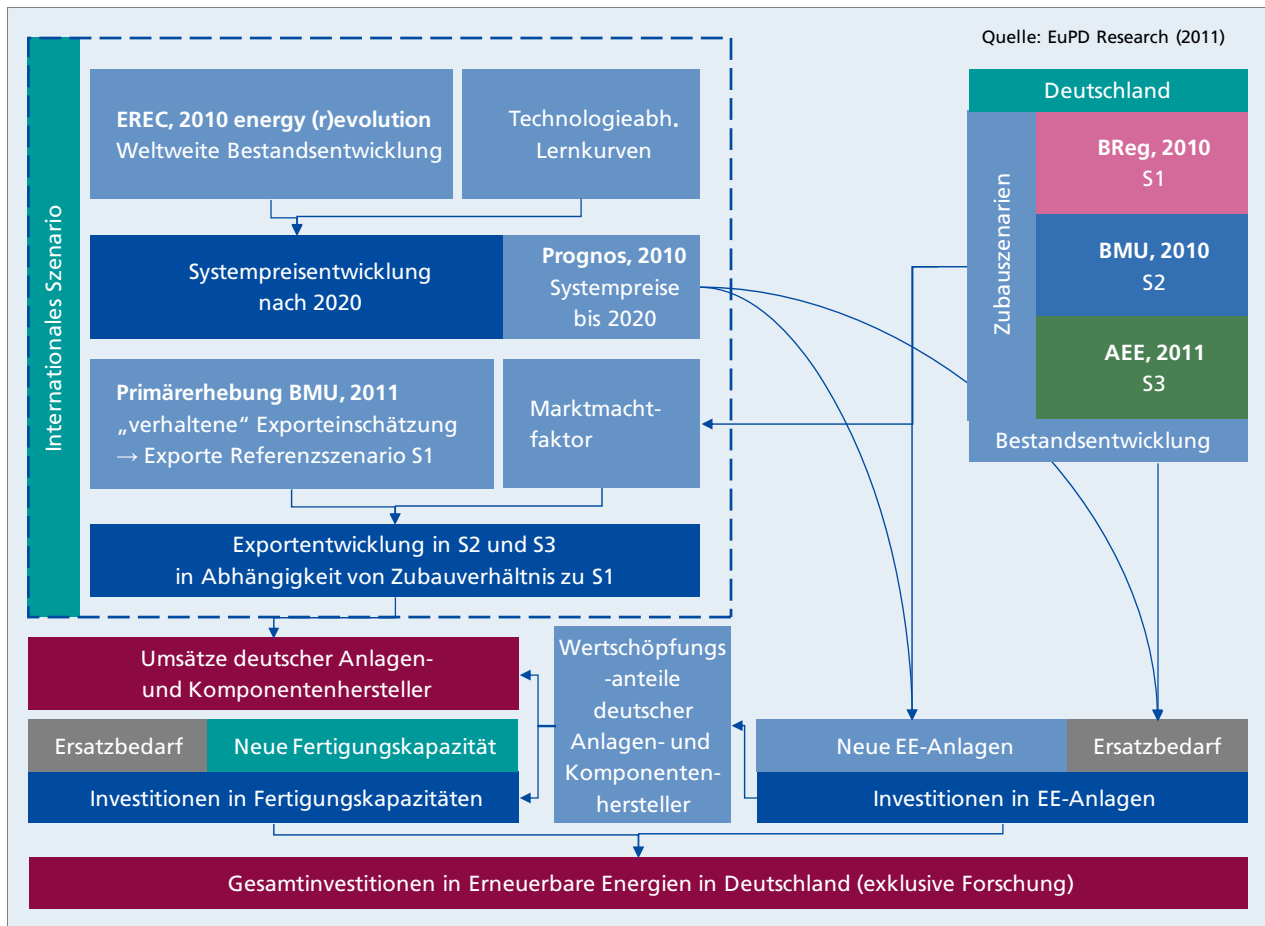 Quelle: EuPD Research (2011)
Internationales Szenario
EREC, 2010 energy (r)evolution
Weltweite Bestandsentwicklung
Technologieabh.
Lernkurven
Systempreisentwicklung
nach 2020
Prognos, 2010
Systempreise
bis 2020
Primärerhebung BMU, 2011
„verhaltene“ Exporteinschätzung
→ Exporte Referenzszenario S1
Marktmacht-
faktor
Exportentwicklung in S2 und S3
in Abhängigkeit von Zubauverhältnis zu S1
Deutschland
Zubauszenarien
BReg, 2010
S1
BMU, 2010
S2
AEE, 2011
S3
Bestandsentwicklung
Umsätze deutscher Anlagen-
und Komponentenhersteller
Ersatzbedarf
Neue Fertigungskapazität
Investitionen in Fertigungskapazitäten
Wertschöpfungs
-anteile
deutscher
Anlagen- und
Komponenten-
hersteller
Neue EE-Anlagen
Ersatzbedarf
Investitionen in EE-Anlagen
Gesamtinvestitionen in Erneuerbare Energien in Deutschland (exklusive Forschung)